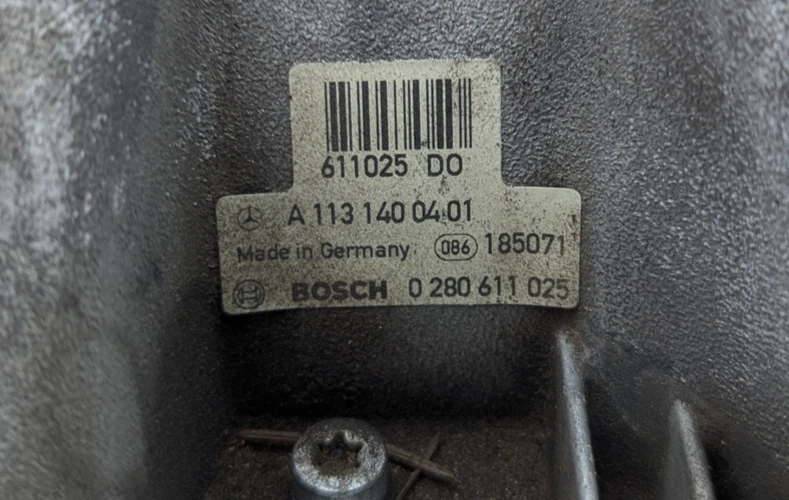 611025 DO
A 113 140 04 01
Made in Germany 086 185071
BOSCH 0 280 611 025